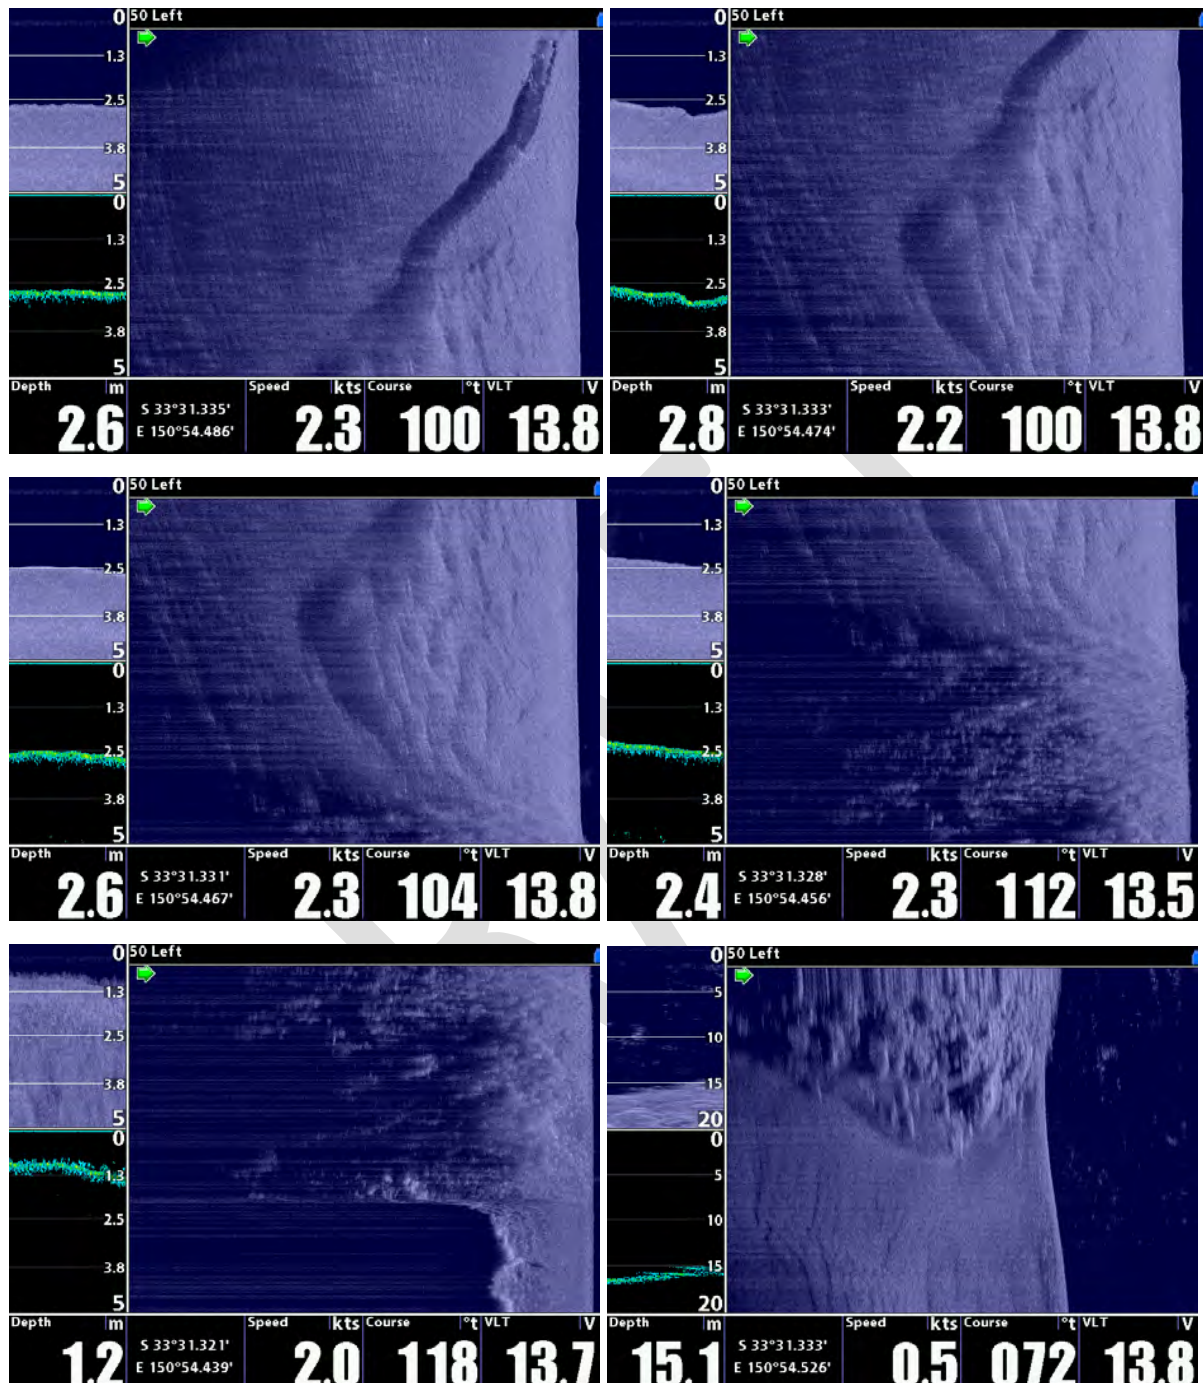 50 Left
0
1.3
2.5
3.8
5
0
1.3
2.5
3.8
5
Depth m
2.6
S 33°31.335'
E 150°54.486'
Speed kts
2.3
Course °t
100
VLT V
13.8
50 Left
0
1.3
2.5
3.8
5
0
1.3
2.5
3.8
5
Depth m
2.8
S 33°31.333'
E 150°54.474'
Speed kts
2.2
Course °t
100
VLT V
13.8
50 Left
0
1.3
2.5
3.8
5
0
1.3
2.5
3.8
5
Depth m
2.6
S 33°31.331'
E 150°54.467'
Speed kts
2.3
Course °t
104
VLT V
13.8
50 Left
0
1.3
2.5
3.8
5
0
1.3
2.5
3.8
5
Depth m
2.4
S 33°31.328'
E 150°54.456'
Speed kts
2.3
Course °t
112
VLT V
13.5
50 Left
0
1.3
2.5
3.8
5
0
1.3
2.5
3.8
5
Depth m
1.2
S 33°31.321'
E 150°54.439'
Speed kts
2.0
Course °t
118
VLT V
13.7
50 Left
0
5
10
15
20
0
5
10
15
20
Depth m
15.1
S 33°31.333'
E 150°54.526'
Speed kts
0.5
Course °t
072
VLT V
13.8